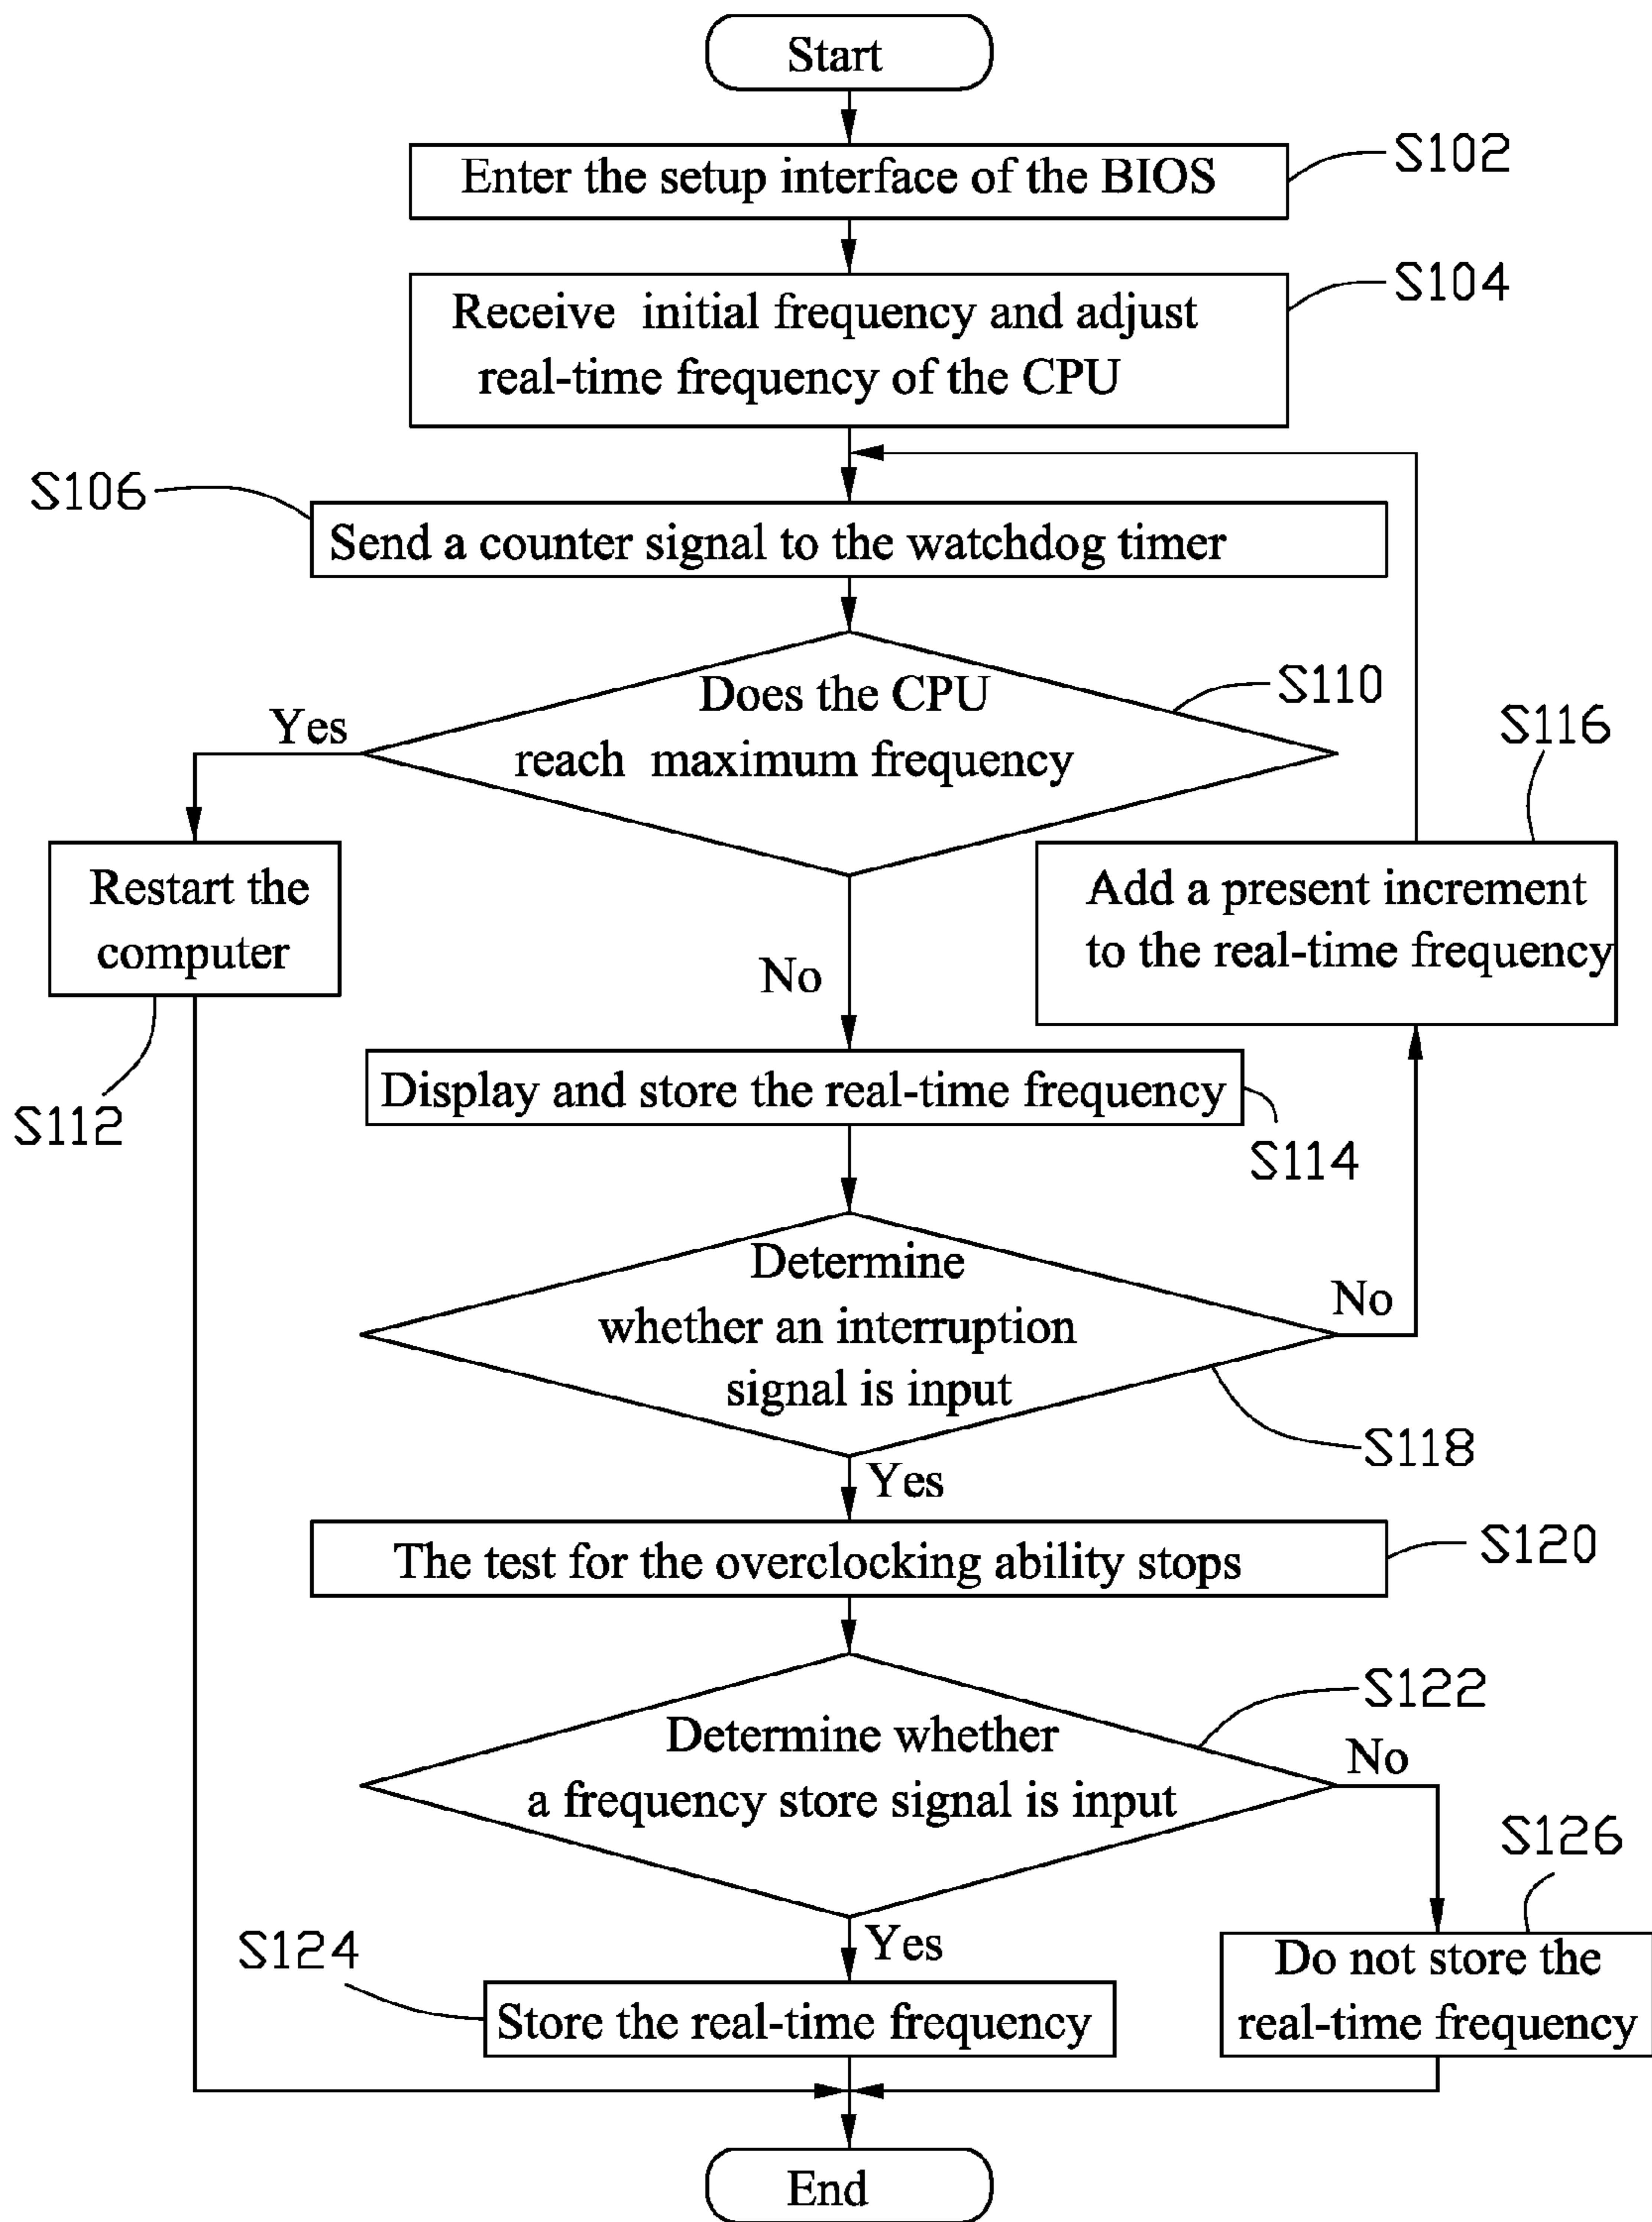 Start
Enter the setup interface of the BIOS
S102
Receive initial frequency and adjust
real-time frequency of the CPU
S104
S106
Send a counter signal to the watchdog timer
Does the CPU
reach maximum frequency
S110
Yes
S116
Restart the
computer
Add a present increment
to the real-time frequency
No
S112
Display and store the real-time frequency
S114
Determine
whether an interruption
signal is input
No
S118
Yes
The test for the overclocking ability stops
S120
S122
Determine whether
a frequency store signal is input
No
S126
Yes
S124
Store the real-time frequency
Do not store the
real-time frequency
End